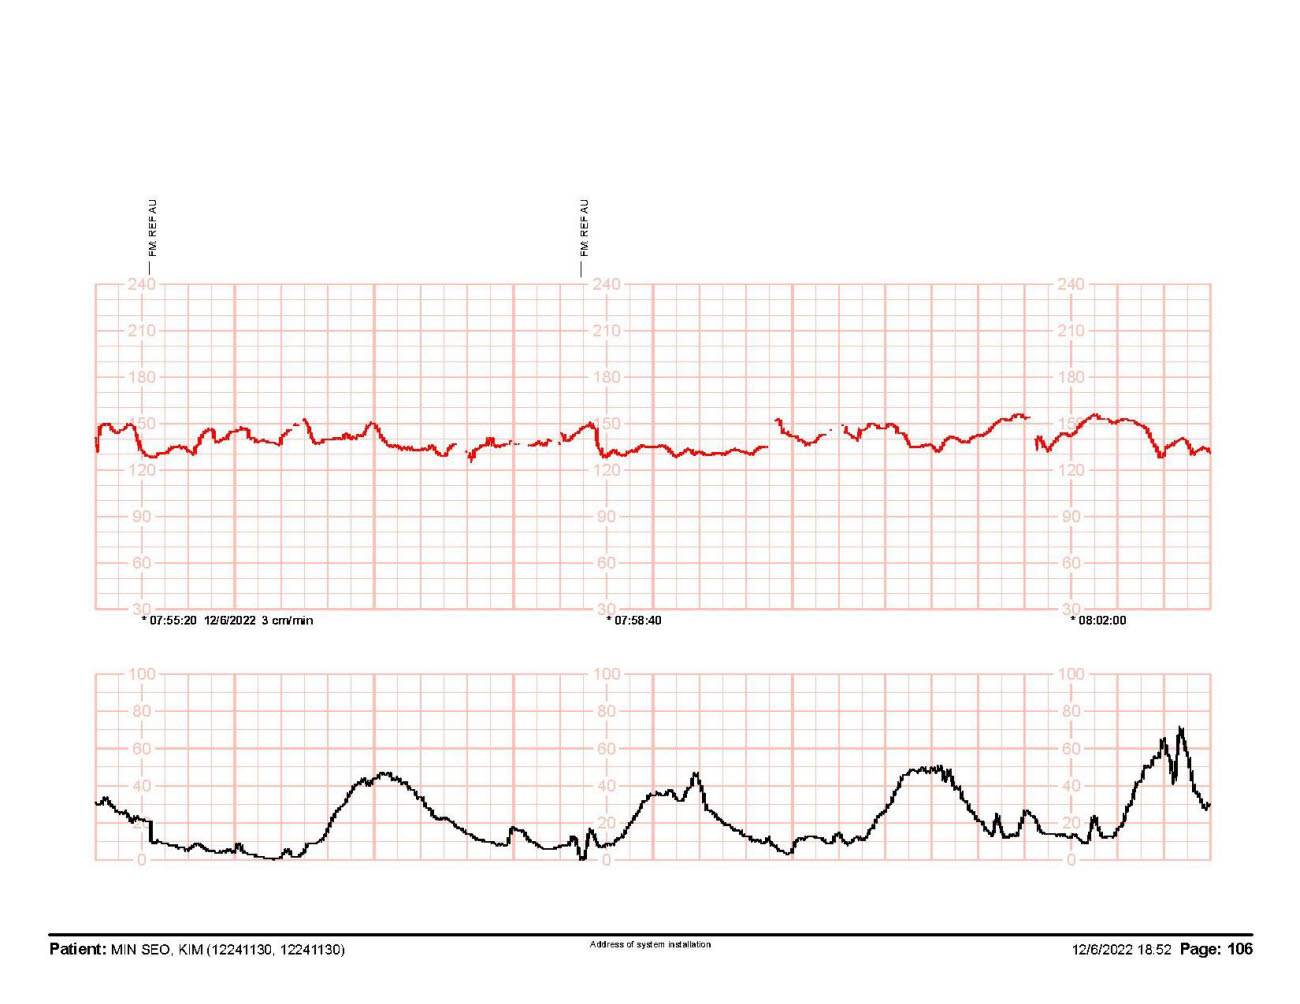 FM: REF AU FM: REF AU
240 240 240
210 210 210
180 180 180
150 150 150
120 120 120
90 90 90
60 60 60
30 30 30
* 07:55:20 12/6/2022 3 cm/min * 07:58:40 * 08:02:00
100 100 100
80 80 80
60 60 60
40 40 40
20 20 20
0 0 0
Patient: MIN SEO, KIM (12241130, 12241130) Address of system installation 12/6/2022 18:52 Page: 106